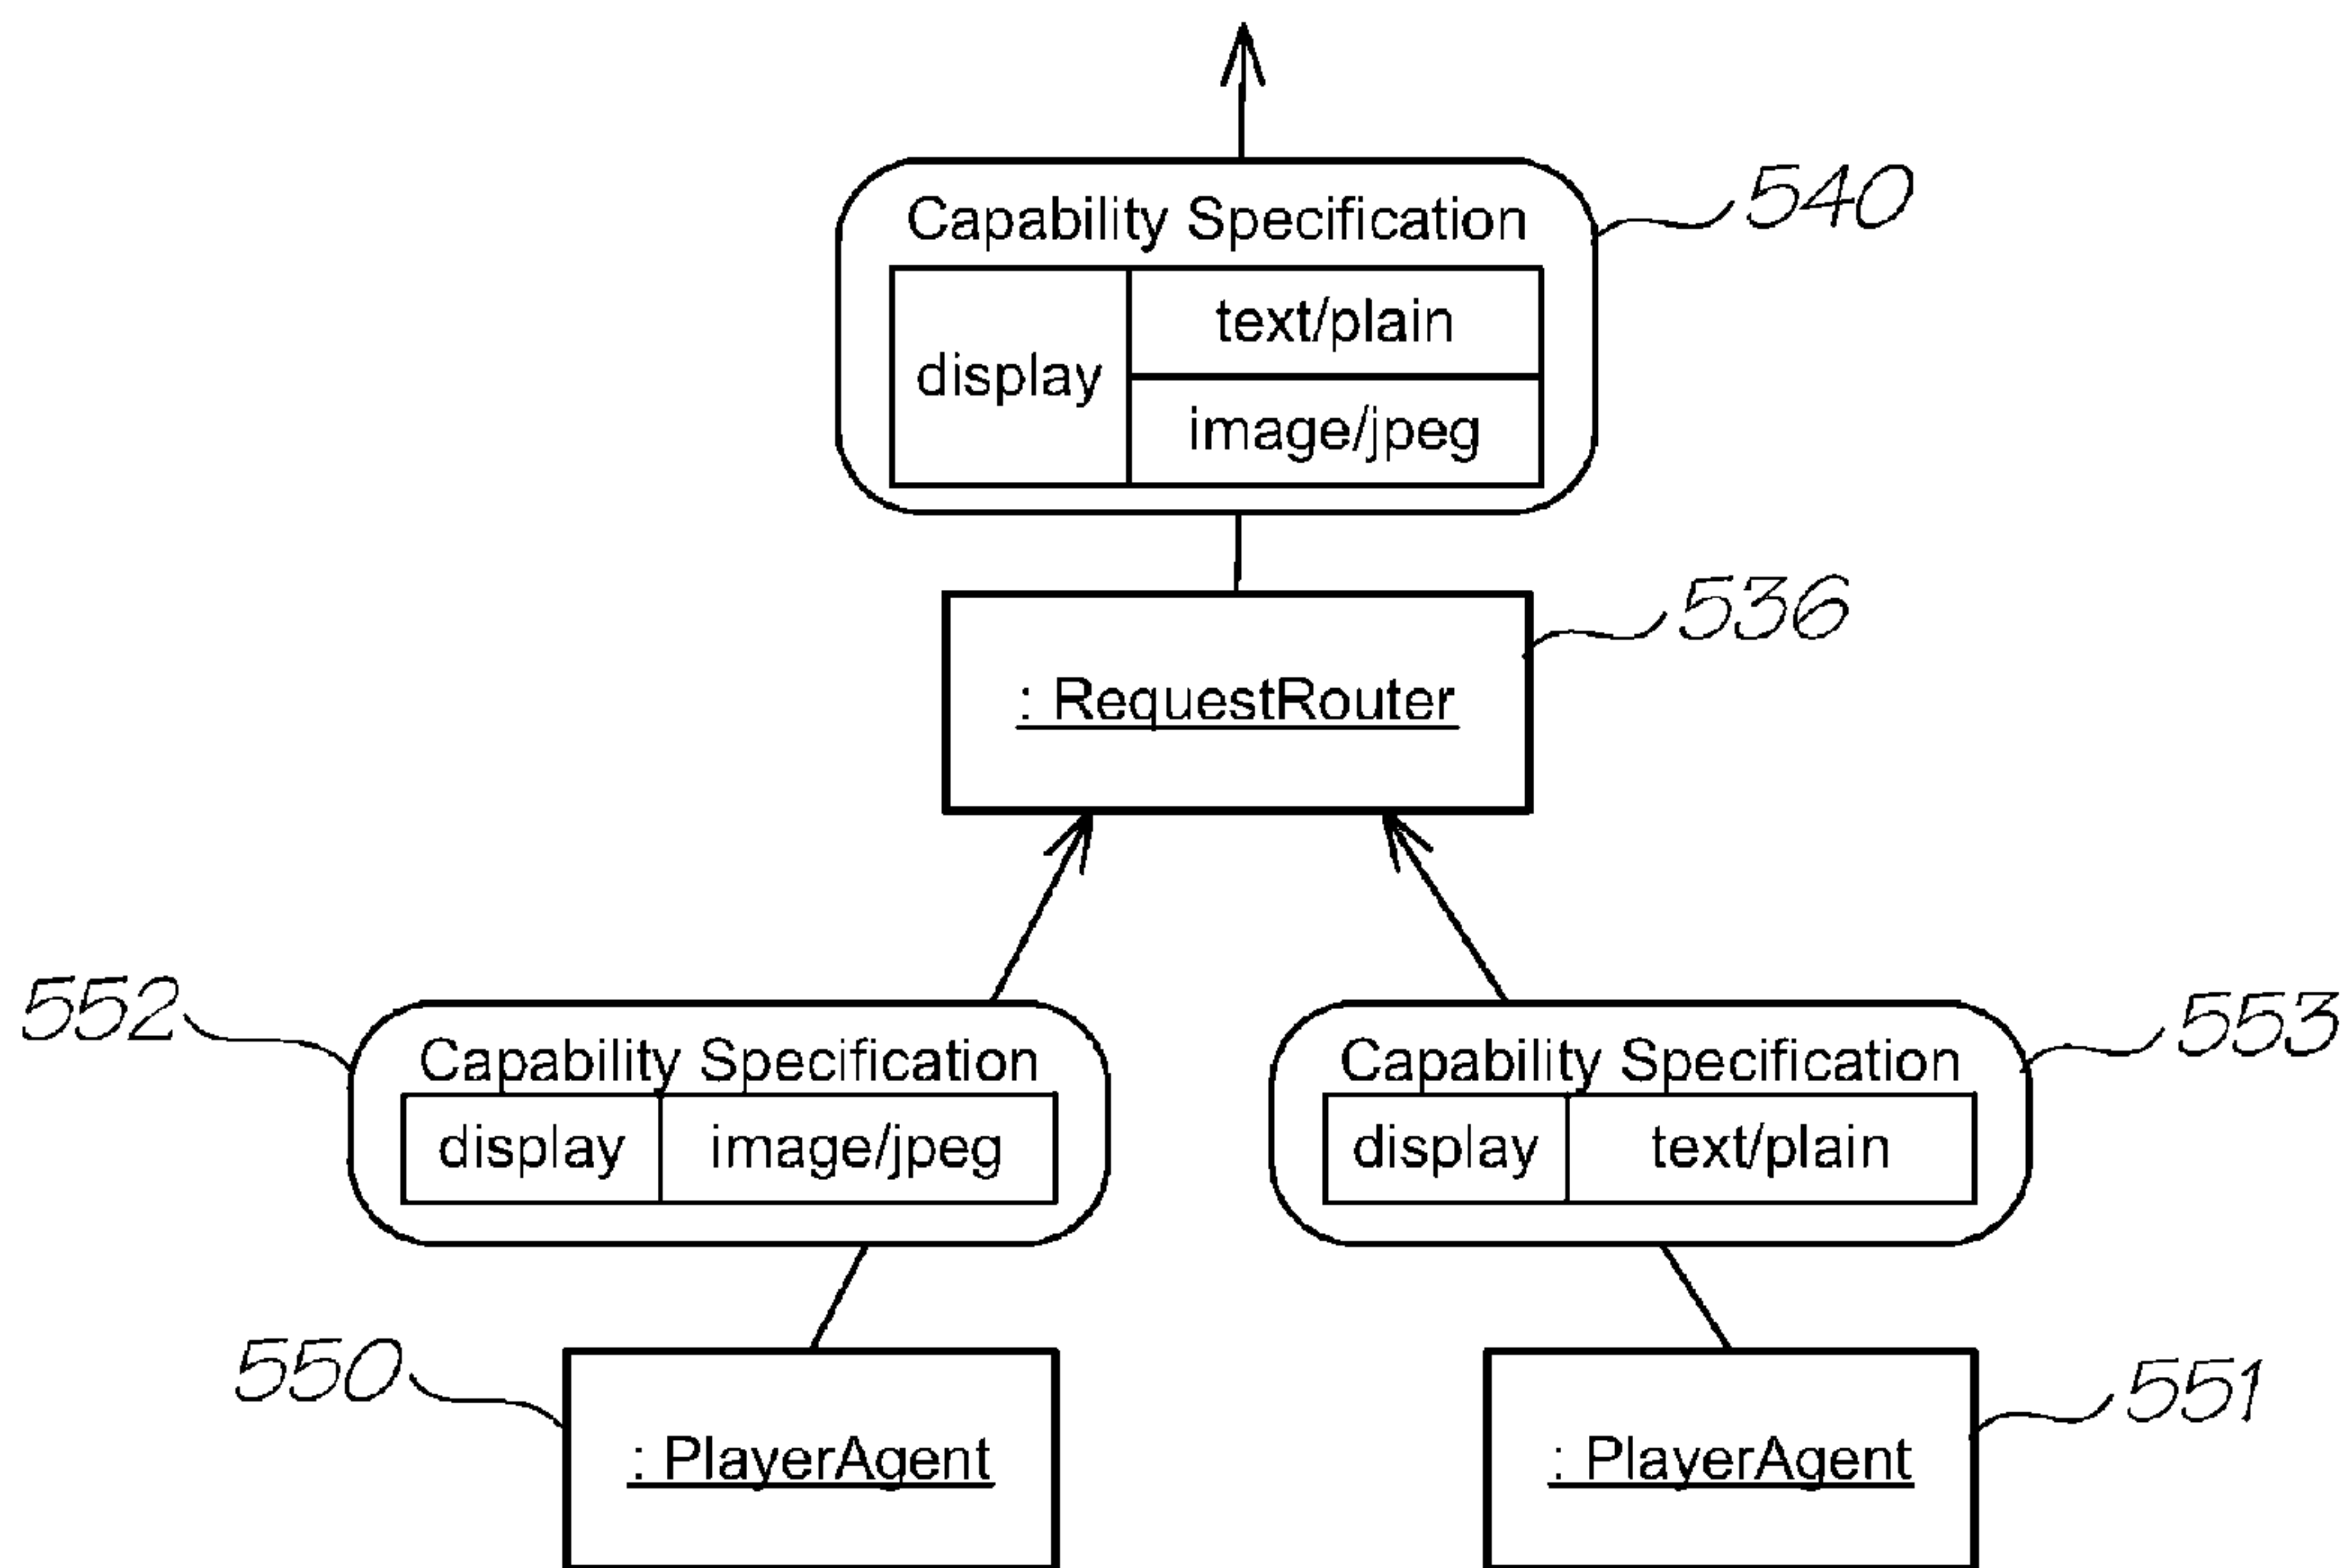 Capability Specification
540
display
text/plain
image/jpeg
536
: RequestRouter
552
Capability Specification
display image/jpeg
Capability Specification
553
display text/plain
550
: PlayerAgent
: PlayerAgent
551